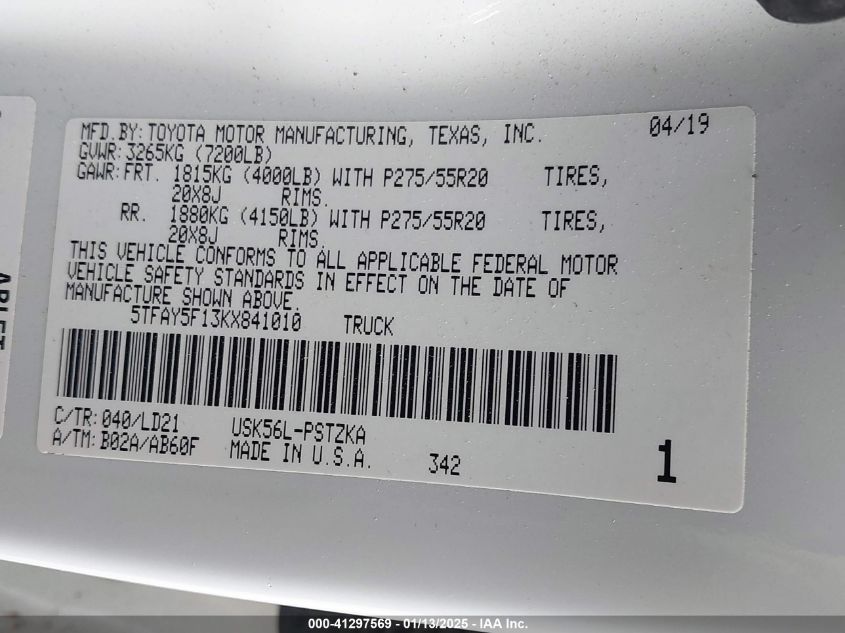 MFD. BY: TOYOTA MOTOR MANUFACTURING, TEXAS, INC. 04/19
GVWR: 3265KG (7200LB)
GAWR: FRT. 1815KG (4000LB) WITH P275/55R20 TIRES,
20X8J RIMS.
RR. 1880KG (4150LB) WITH P275/55R20 TIRES,
20X8J RIMS.
THIS VEHICLE CONFORMS TO ALL APPLICABLE FEDERAL MOTOR
VEHICLE SAFETY STANDARDS IN EFFECT ON THE DATE OF
MANUFACTURE SHOWN ABOVE.
5TFAY5F13KX841010 TRUCK
C/TR: 040/LD21 USK56L-PSTZKA
A/TM: B02A/AB60F MADE IN U.S.A. 342 1
000-41297569 - 01/13/2025 - IAA Inc.